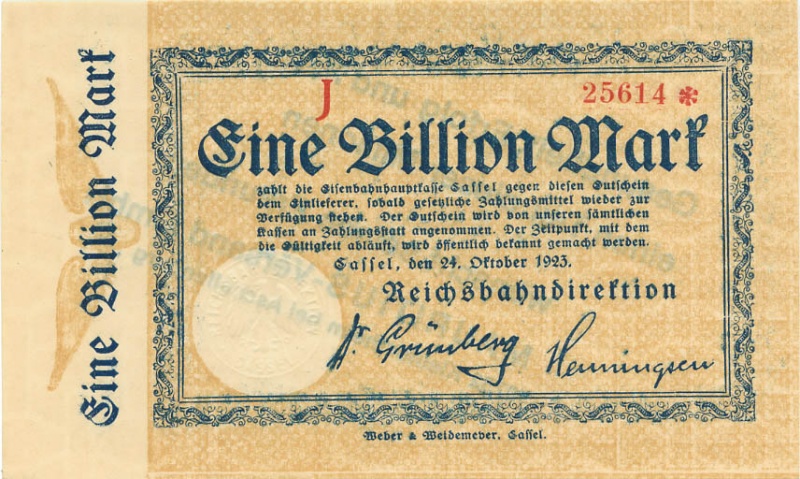 Eine Billion Mark
J
25614 *
Eine Billion Mark
zahlt die Eisenbahnhauptkasse Cassel gegen diesen Gutschein
dem Einlieferer, sobald gesetzliche Zahlungsmittel wieder zur
Verfügung stehen. Der Gutschein wird von unseren sämtlichen
Kassen an Zahlungsstatt angenommen. Der Zeitpunkt, mit dem
die Gültigkeit abläuft, wird öffentlich bekannt gemacht werden.
Cassel, den 24. Oktober 1923.
Reichsbahndirektion
Dr. Grünberg Henningsen
Weber & Weidemeyer, Cassel.